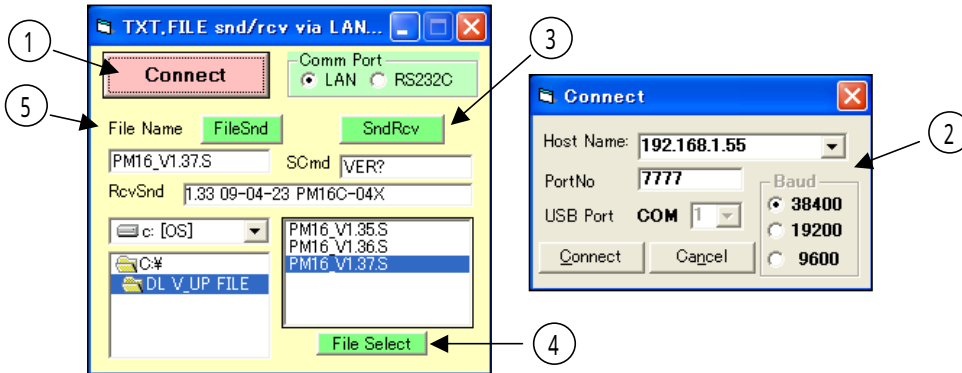 TXT,FILE snd/rcv via LAN...
1
Connect
Comm Port
LAN
RS232C
3
5
File Name
FileSnd
SndRcv
PM16_V1.37.S
SCmd
VER?
RcvSnd
1.33 09-04-23 PM16C-04X
c: [OS]
C:¥
DL V_UP FILE
PM16_V1.35.S
PM16_V1.36.S
PM16_V1.37.S
File Select
4
Connect
Host Name:
192.168.1.55
2
PortNo
7777
Baud
USB Port
COM
1
38400
19200
9600
Connect
Cancel